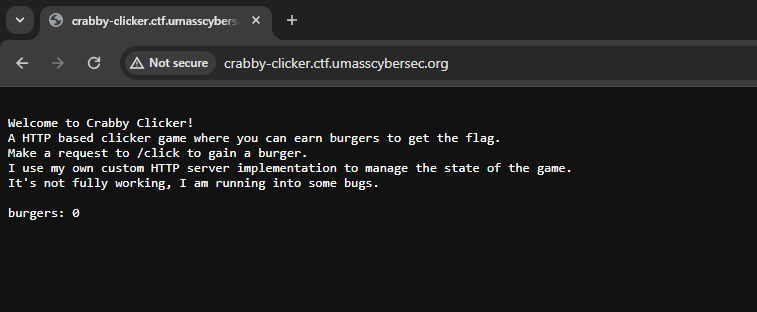 crabby-clicker.ctf.umasscybers
Not secure
crabby-clicker.ctf.umasscybersec.org
Welcome to Crabby Clicker!
A HTTP based clicker game where you can earn burgers to get the flag.
Make a request to /click to gain a burger.
I use my own custom HTTP server implementation to manage the state of the game.
It's not fully working, I am running into some bugs.
burgers: 0